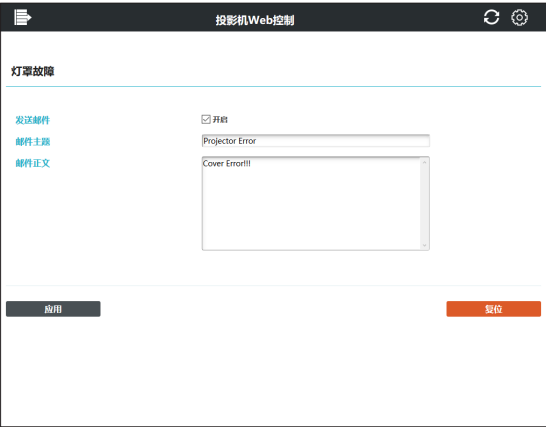 投影机Web控制
灯罩故障
发送邮件
开启
邮件主题
Projector Error
邮件正文
Cover Error!!!
应用
复位